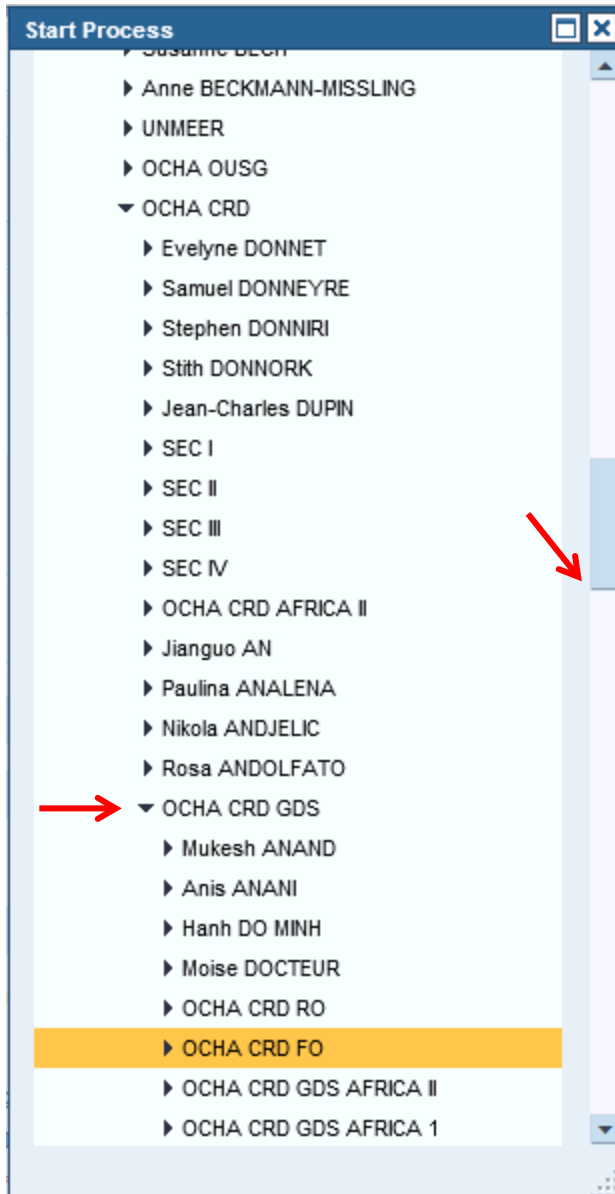 Start Process
Susanne BECH
Anne BECKMANN-MISSLING
UNMEER
OCHA OUSG
OCHA CRD
Evelyne DONNET
Samuel DONNEYRE
Stephen DONNIRI
Stith DONNORK
Jean-Charles DUPIN
SEC I
SEC II
SEC III
SEC IV
OCHA CRD AFRICA II
Jianguo AN
Paulina ANALENA
Nikola ANDJELIC
Rosa ANDOLFATO
OCHA CRD GDS
Mukesh ANAND
Anis ANANI
Hanh DO MINH
Moise DOCTEUR
OCHA CRD RO
OCHA CRD FO
OCHA CRD GDS AFRICA II
OCHA CRD GDS AFRICA 1